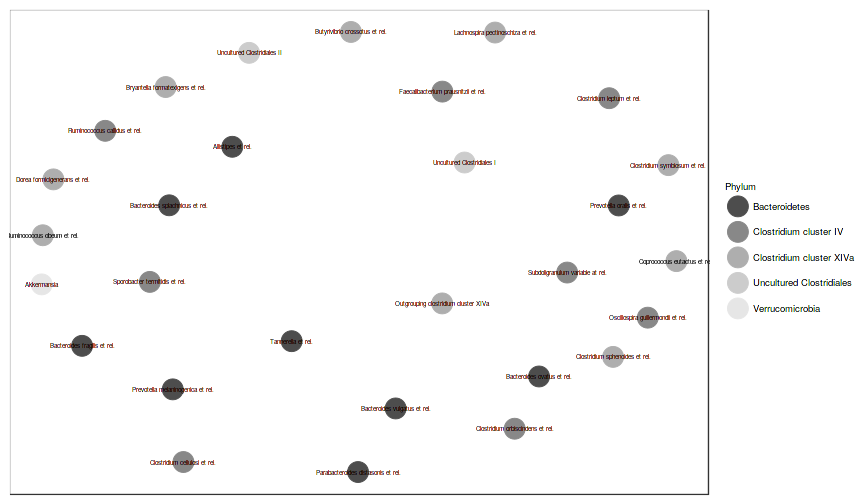 Butyrivibrio crossotus et rel.
Lachnospira pectinoschiza et rel.
Uncultured Clostridiales II
Bryantella formatexigens et rel.
Faecalibacterium prausnitzii et rel.
Clostridium leptum et rel.
Ruminococcus callidus et rel.
Allistipes et rel.
Uncultured Clostridiales I
Clostridium symbiosum et rel.
Dorea formicigenerans et rel.
Phylum
Bacteroides splachnicus et rel.
Prevotella oralis et rel.
Bacteroidetes
Clostridium cluster IV
uminococcus obeum et rel.
Clostridium cluster XIVa
Coprococcus eutactus et re
Subdoligranulum variable at rel.
Sporobacter termitidis et rel.
Uncultured Clostridiales
Akkermansia
Outgrouping clostridium cluster XIVa
Verrucomicrobia
Oscillospira guillermondii et rel.
Tannerella et rel.
Bacteroides fragilis et rel.
Clostridium sphenoides et rel.
Bacteroides ovatus et rel.
Prevotella melaninogenica et rel.
Bacteroides vulgatus et rel.
Clostridium orbiscindens et rel.
Clostridium cellulosi et rel.
Parabacteroides distasonis et rel.